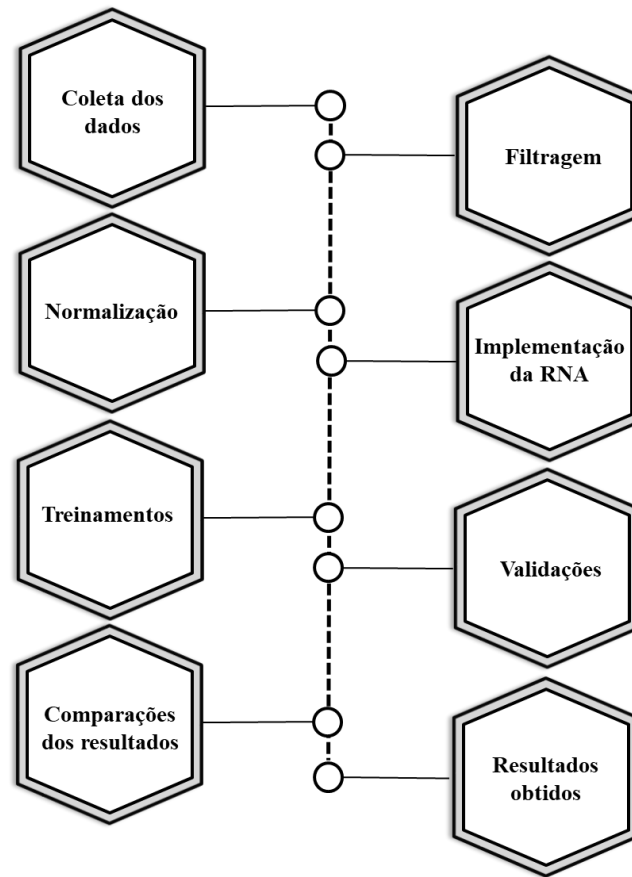 Coleta dos
dados
Filtragem
Normalização
Implementação
da RNA
Treinamentos
Validações
Comparações
dos resultados
Resultados
obtidos